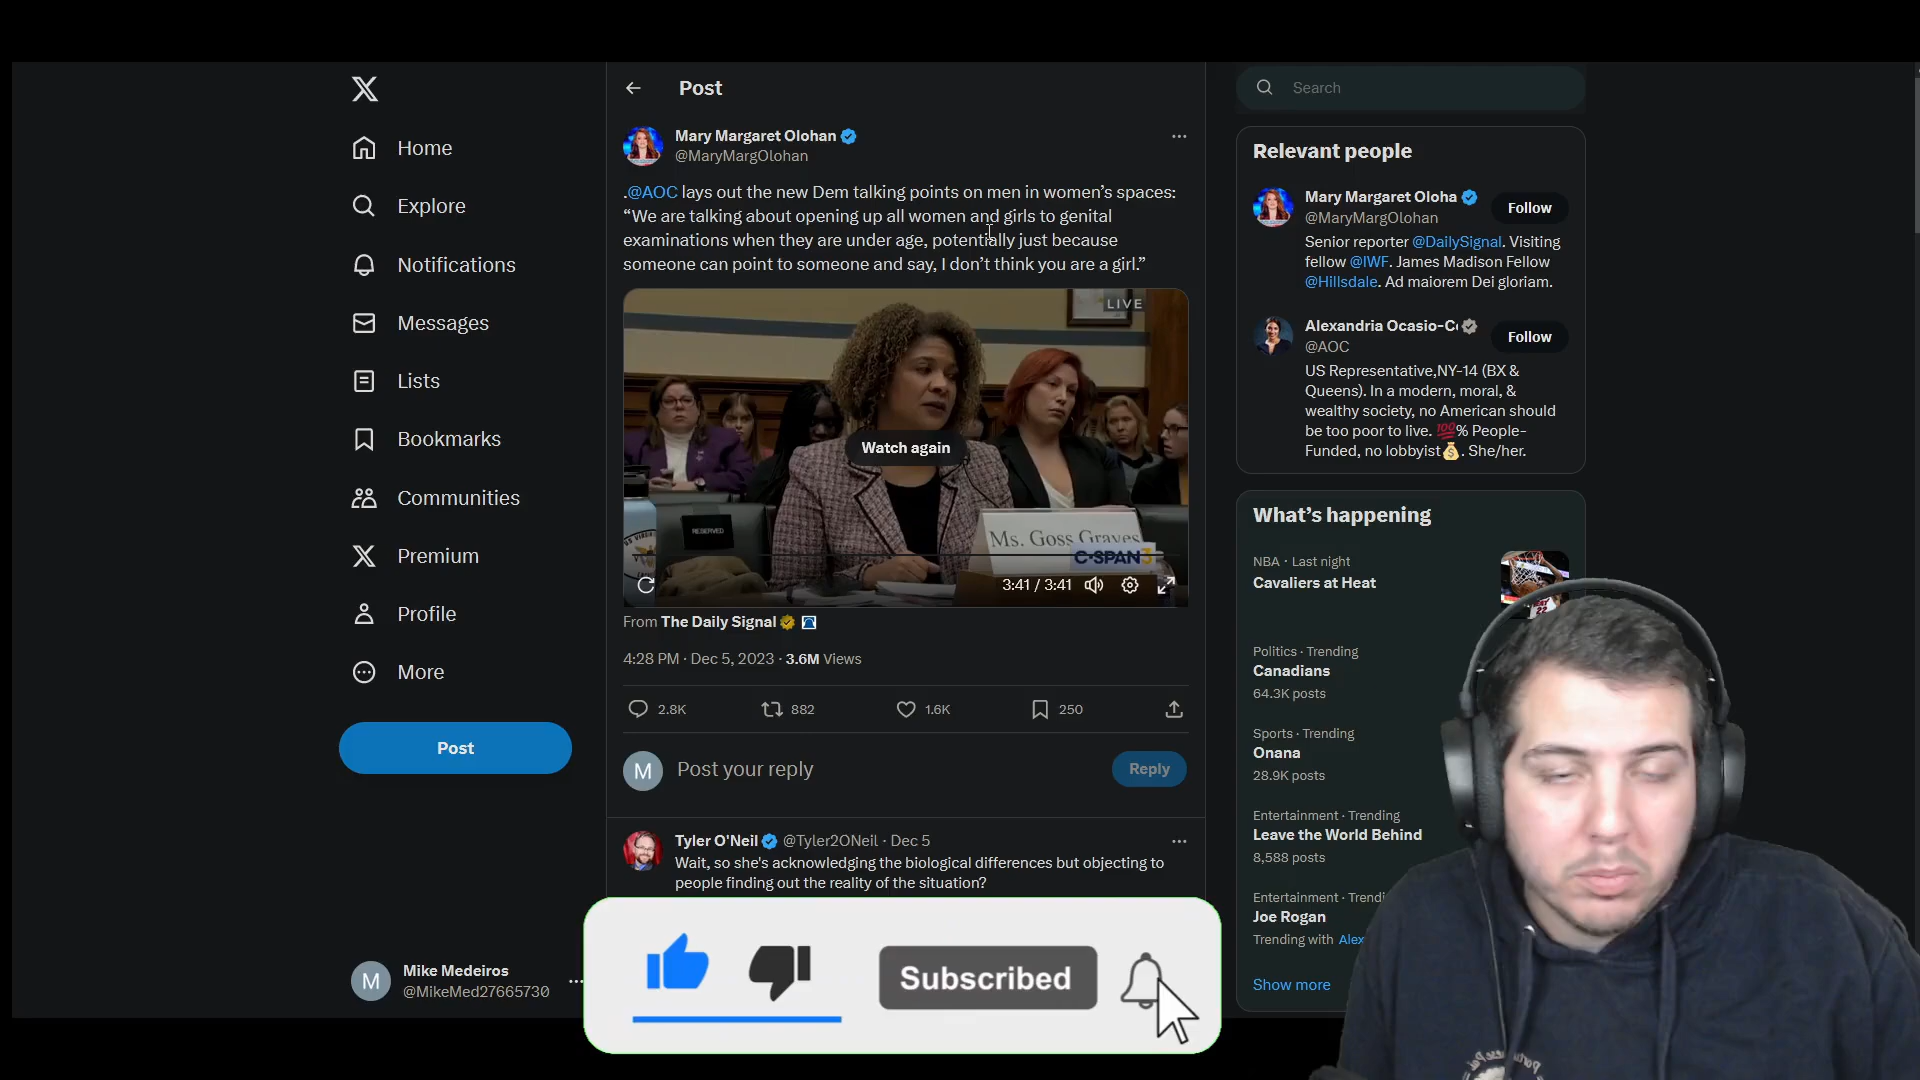 Home
Explore
Notifications
Messages
Lists
Bookmarks
Communities
Premium
Profile
More
Post
Mike Medeiros
@MikeMed27665730
Post
Mary Margaret Olohan
@MaryMargOlohan
.@AOC lays out the new Dem talking points on men in women’s spaces:
“We are talking about opening up all women and girls to genital
examinations when they are under age, potentially just because
someone can point to someone and say, I don’t think you are a girl.”
LIVE
Watch again
RESERVED
Ms. Goss Graves
C-SPAN3
3:41 / 3:41
From The Daily Signal
4:28 PM · Dec 5, 2023 · 3.6M Views
2.8K 882 1.6K 250
M Post your reply Reply
Tyler O'Neil @Tyler2ONeil · Dec 5
Wait, so she's acknowledging the biological differences but objecting to
people finding out the reality of the situation?
Subscribed
Search
Relevant people
Mary Margaret Oloha
@MaryMargOlohan
Follow
Senior reporter @DailySignal. Visiting
fellow @IWF. James Madison Fellow
@Hillsdale. Ad maiorem Dei gloriam.
Alexandria Ocasio-C
@AOC
Follow
US Representative,NY-14 (BX &
Queens). In a modern, moral, &
wealthy society, no American should
be too poor to live. 💯% People-
Funded, no lobbyist💰. She/her.
What’s happening
NBA · Last night
Cavaliers at Heat
Politics · Trending
Canadians
64.3K posts
Sports · Trending
Onana
28.9K posts
Entertainment · Trending
Leave the World Behind
8,588 posts
Entertainment · Trendi
Joe Rogan
Trending with Alex
Show more
M